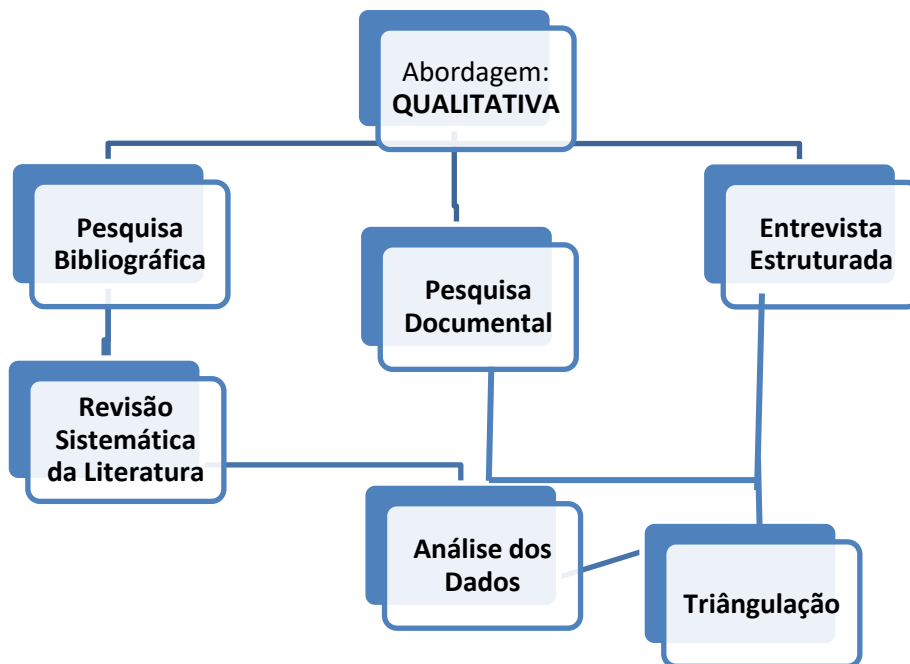 Abordagem:
QUALITATIVA
Pesquisa
Bibliográfica
Pesquisa
Documental
Entrevista
Estruturada
Revisão
Sistemática
da Literatura
Análise dos
Dados
Triângulação